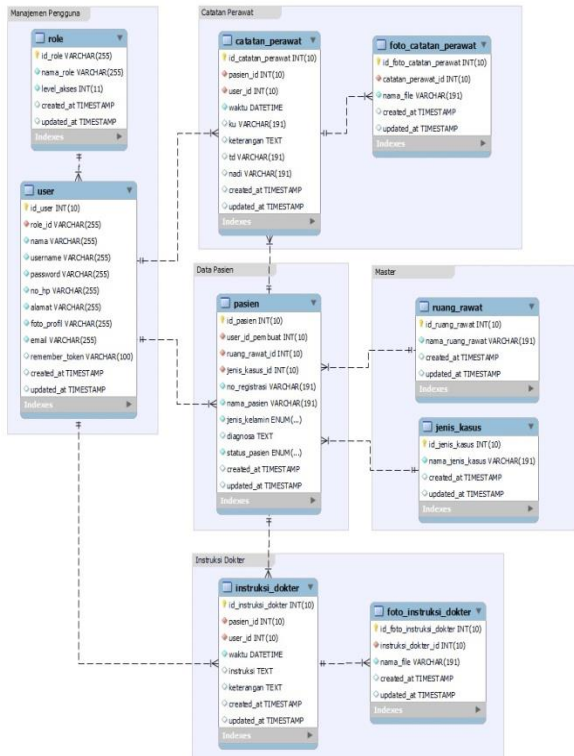 Manajemen Pengguna
role
id_role VARCHAR(255)
nama_role VARCHAR(255)
level_akses INT(11)
created_at TIMESTAMP
updated_at TIMESTAMP
Indexes
user
id_user INT(10)
role_id VARCHAR(255)
nama VARCHAR(255)
username VARCHAR(255)
password VARCHAR(255)
no_hp VARCHAR(255)
alamat VARCHAR(255)
foto_profil VARCHAR(255)
email VARCHAR(255)
remember_token VARCHAR(100)
created_at TIMESTAMP
updated_at TIMESTAMP
Indexes
Catatan Perawat
catatan_perawat
id_catatan_perawat INT(10)
pasien_id INT(10)
user_id INT(10)
waktu DATETIME
ku VARCHAR(191)
keterangan TEXT
td VARCHAR(191)
nadi VARCHAR(191)
created_at TIMESTAMP
updated_at TIMESTAMP
Indexes
foto_catatan_perawat
id_foto_catatan_perawat INT(10)
catatan_perawat_id INT(10)
nama_file VARCHAR(191)
created_at TIMESTAMP
updated_at TIMESTAMP
Indexes
Data Pasien
pasien
id_pasien INT(10)
user_id_pembuat INT(10)
ruang_rawat_id INT(10)
jenis_kasus_id INT(10)
no_registrasi VARCHAR(191)
nama_pasien VARCHAR(191)
jenis_kelamin ENUM(...)
diagnosa TEXT
status_pasien ENUM(...)
created_at TIMESTAMP
updated_at TIMESTAMP
Indexes
Master
ruang_rawat
id_ruang_rawat INT(10)
nama_ruang_rawat VARCHAR(191)
created_at TIMESTAMP
updated_at TIMESTAMP
Indexes
jenis_kasus
id_jenis_kasus INT(10)
nama_jenis_kasus VARCHAR(191)
created_at TIMESTAMP
updated_at TIMESTAMP
Indexes
Instruksi Dokter
instruksi_dokter
id_instruksi_dokter INT(10)
pasien_id INT(10)
user_id INT(10)
waktu DATETIME
instruksi TEXT
keterangan TEXT
created_at TIMESTAMP
updated_at TIMESTAMP
Indexes
foto_instruksi_dokter
id_foto_instruksi_dokter INT(10)
instruksi_dokter_id INT(10)
nama_file VARCHAR(191)
created_at TIMESTAMP
updated_at TIMESTAMP
Indexes